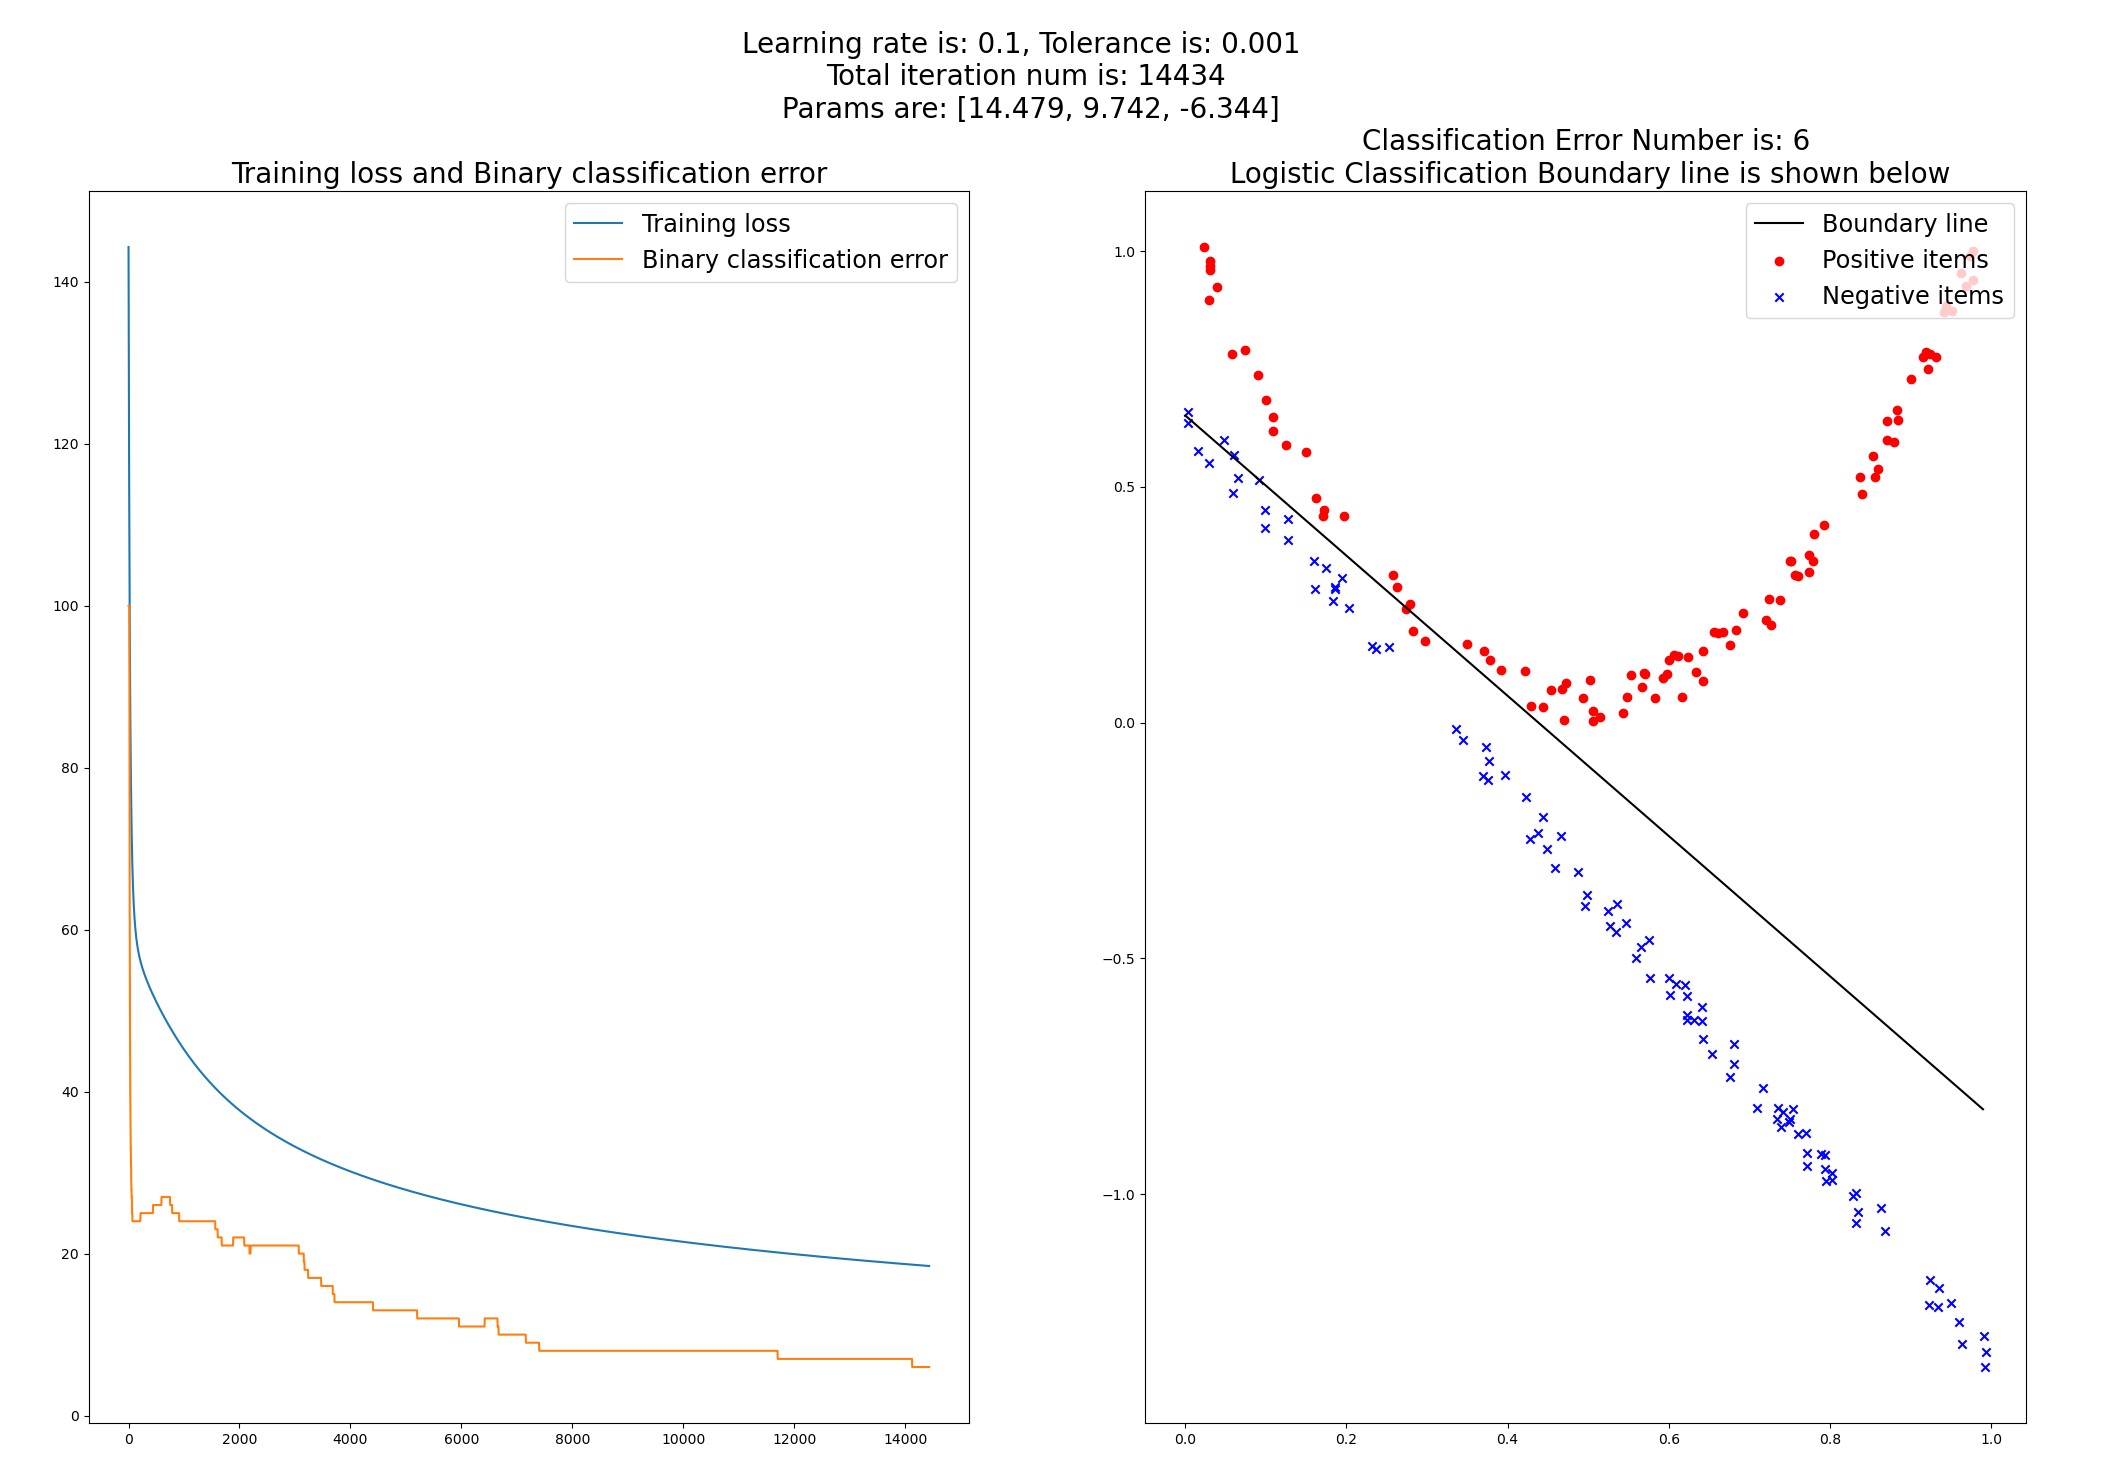 Learning rate is: 0.1, Tolerance is: 0.001
Total iteration num is: 14434
Params are: [14.479, 9.742, -6.344]
Training loss and Binary classification error
Training loss
Binary classification error
140
120
100
80
60
40
20
0
0 2000 4000 6000 8000 10000 12000 14000
Classification Error Number is: 6
Logistic Classification Boundary line is shown below
Boundary line
Positive items
Negative items
1.0
0.5
0.0
−0.5
−1.0
0.0 0.2 0.4 0.6 0.8 1.0